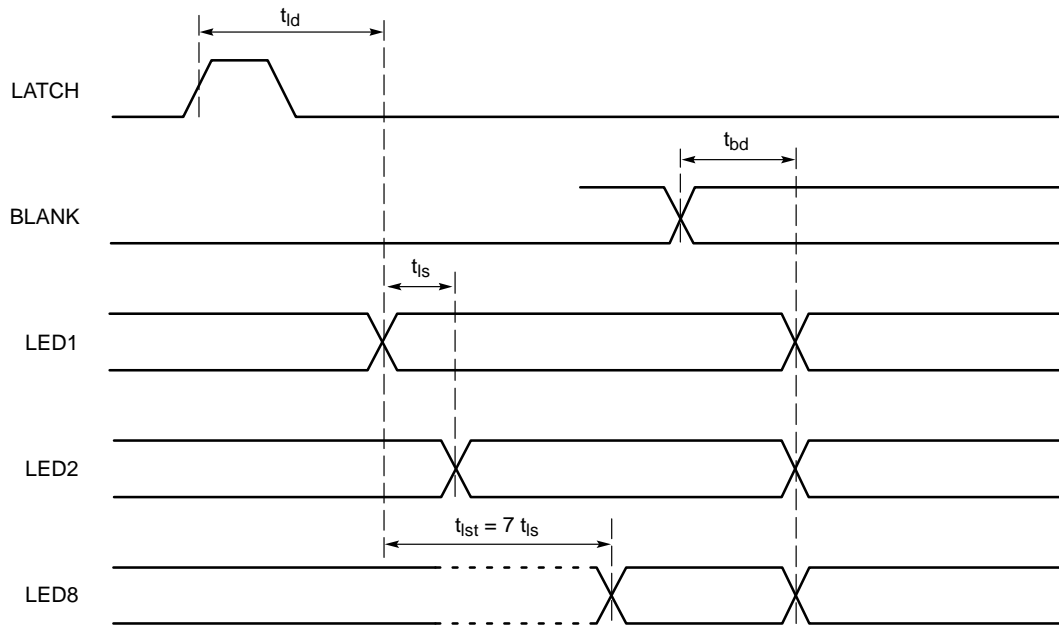 t_ld
LATCH
t_bd
BLANK
t_ls
LED1
LED2
t_lst = 7 t_ls
LED8